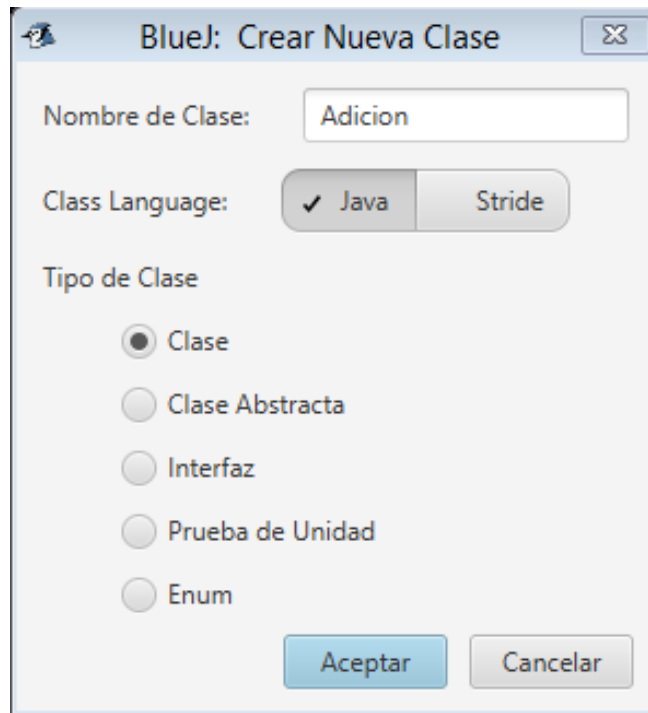 BlueJ: Crear Nueva Clase
Nombre de Clase: Adicion
Class Language: Java Stride
Tipo de Clase
Clase
Clase Abstracta
Interfaz
Prueba de Unidad
Enum
Aceptar Cancelar